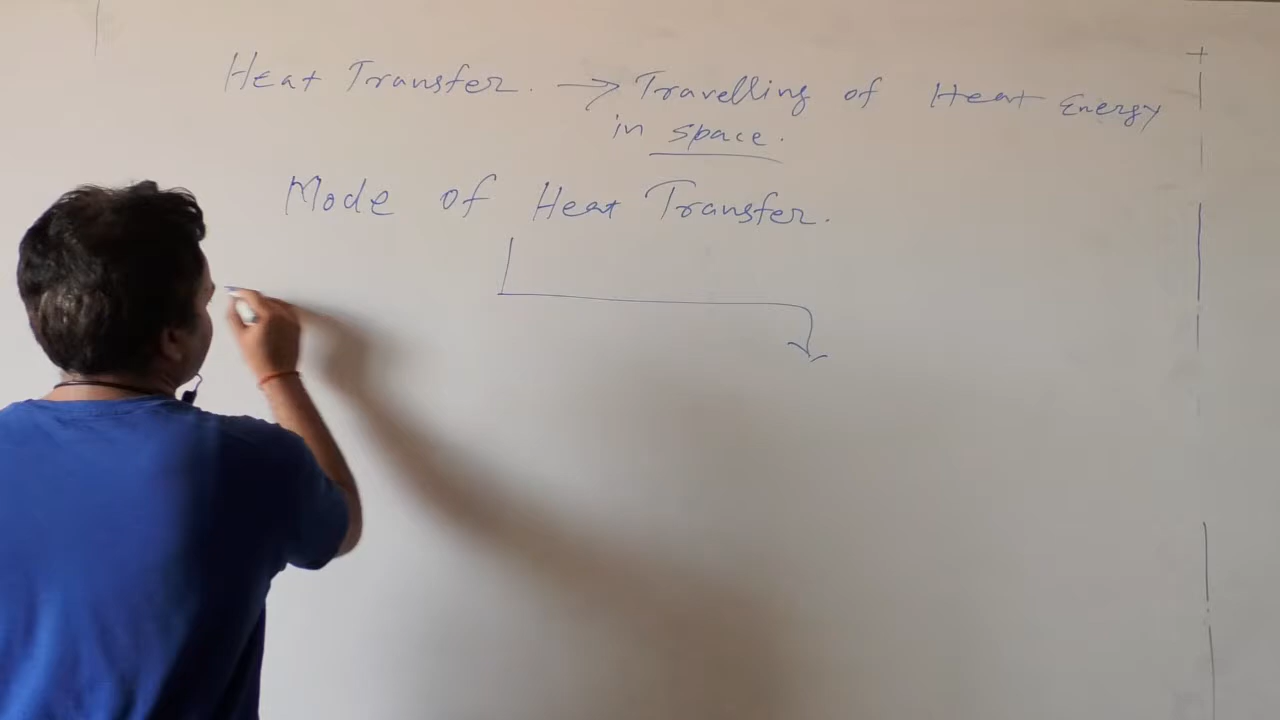 Heat Transfer. → Travelling of Heat Energy
in space.
Mode of Heat Transfer.